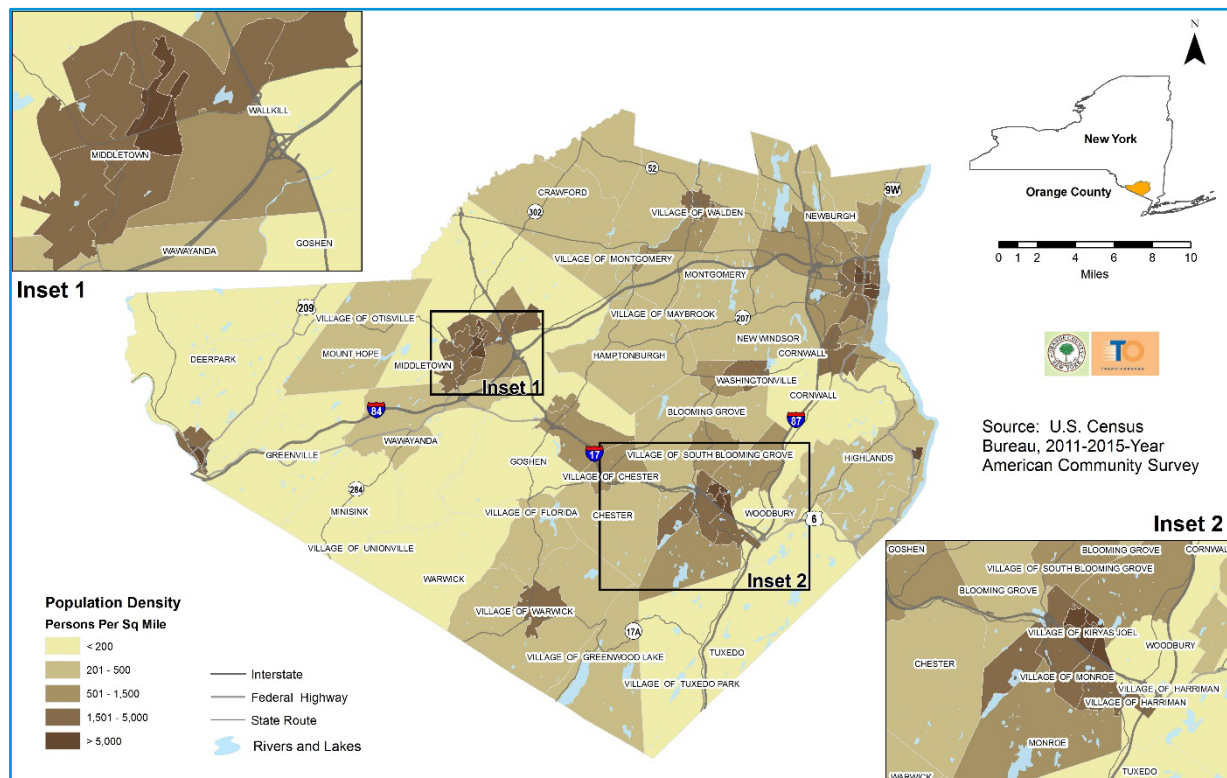 MIDDLETOWN
WALLKILL
WAWAYANDA
GOSHEN
Inset 1
N
New York
Orange County
0 1 2 4 6 8 10
Miles
ORANGE COUNTY
NEW YORK
Source: U.S. Census
Bureau, 2011-2015-Year
American Community Survey
52
9W
CRAWFORD
302
VILLAGE OF WALDEN
NEWBURGH
VILLAGE OF MONTGOMERY
MONTGOMERY
209
VILLAGE OF OTISVILLE
VILLAGE OF MAYBROOK
207
DEERPARK
MOUNT HOPE
MIDDLETOWN
HAMPTONBURGH
NEW WINDSOR
CORNWALL
Inset 1
WASHINGTONVILLE
CORNWALL
84
BLOOMING GROVE
87
WAWAYANDA
GREENVILLE
GOSHEN
17
VILLAGE OF SOUTH BLOOMING GROVE
HIGHLANDS
VILLAGE OF CHESTER
284
MINISINK
VILLAGE OF FLORIDA
CHESTER
WOODBURY
6
VILLAGE OF UNIONVILLE
WARWICK
Inset 2
VILLAGE OF WARWICK
17A
VILLAGE OF GREENWOOD LAKE
TUXEDO
VILLAGE OF TUXEDO PARK
Population Density
Persons Per Sq Mile
< 200
201 - 500
501 - 1,500
1,501 - 5,000
> 5,000
Interstate
Federal Highway
State Route
Rivers and Lakes
Inset 2
GOSHEN
BLOOMING GROVE
CORNWALL
VILLAGE OF SOUTH BLOOMING GROVE
BLOOMING GROVE
VILLAGE OF KIRYAS JOEL
WOODBURY
CHESTER
VILLAGE OF MONROE
VILLAGE OF HARRIMAN
VILLAGE OF HARRIMAN
MONROE
WARWICK
TUXEDO